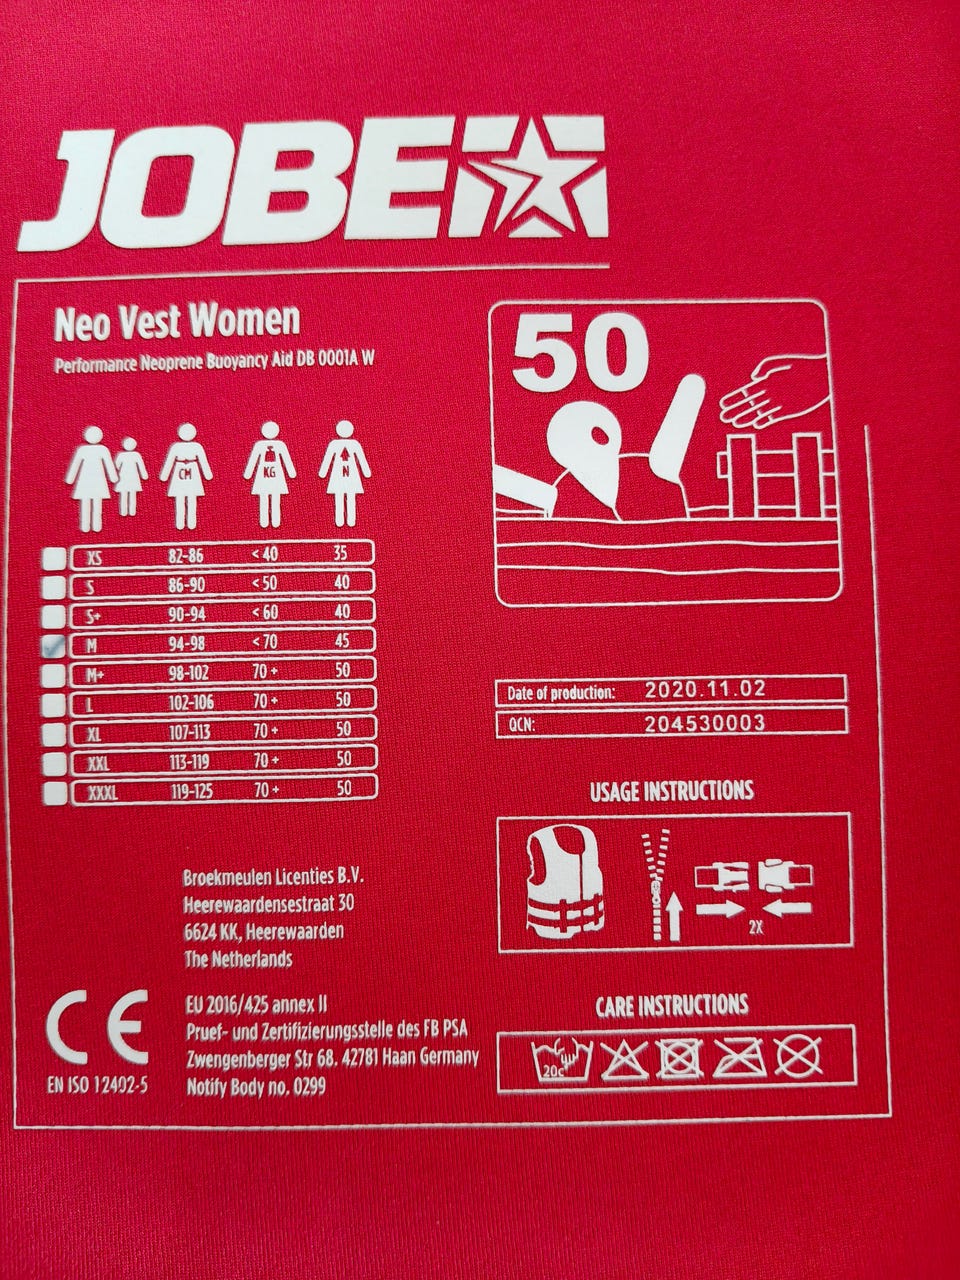 JOBE
Neo Vest Women
Performance Neoprene Buoyancy Aid DB 0001A W
50
CM KG N
XS 82-86 < 40 35
S 86-90 < 50 40
S+ 90-94 < 60 40
M 94-98 < 70 45
M+ 98-102 70 + 50
L 102-106 70 + 50
XL 107-113 70 + 50
XXL 113-119 70 + 50
XXXL 119-125 70 + 50
Date of production: 2020.11.02
QCN: 204530003
USAGE INSTRUCTIONS
2X
Broekmeulen Licenties B.V.
Heerewaardensestraat 30
6624 KK, Heerewaarden
The Netherlands
CE
EN ISO 12402-5
EU 2016/425 annex II
Pruef- und Zertifizierungsstelle des FB PSA
Zwengenberger Str 68. 42781 Haan Germany
Notify Body no. 0299
CARE INSTRUCTIONS
20c